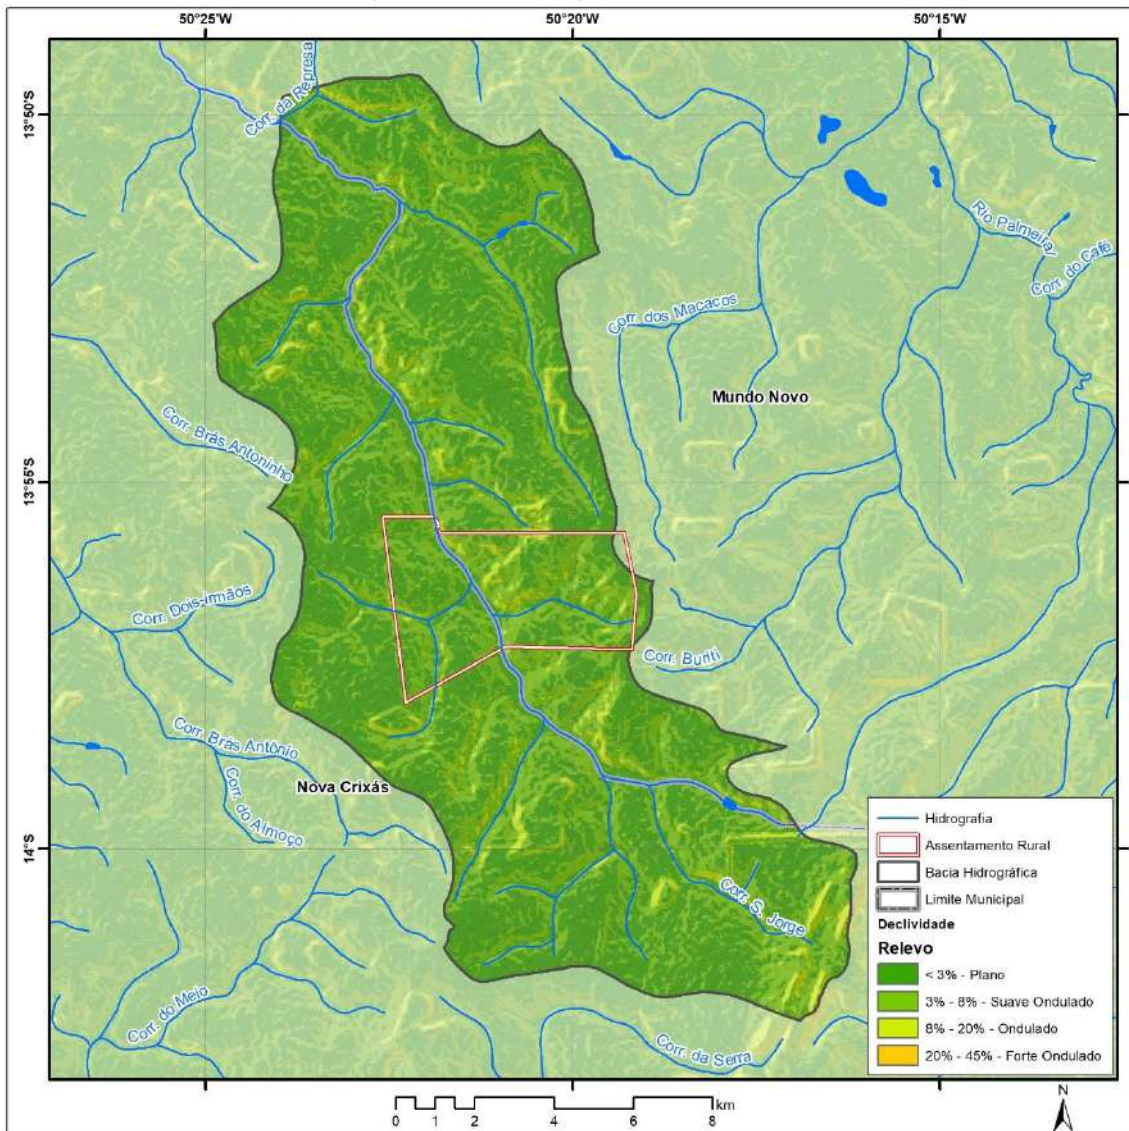 50°25'W
50°20'W
50°15'W
13°50'S
13°55'S
14°S
Corr. da Represa
Rio Palmeira
Corr. do Café
Corr. dos Macacos
Mundo Novo
Corr. Brás Antoninho
Corr. Dois-Irmãos
Corr. Buriti
Corr. Brás Antônio
Corr. do Almoço
Nova Crixás
Corr. S. Jorge
Corr. do Meio
Corr. da Serra
Hidrografia
Assentamento Rural
Bacia Hidrográfica
Limite Municipal
Declividade
Relevo
< 3% - Plano
3% - 8% - Suave Ondulado
8% - 20% - Ondulado
20% - 45% - Forte Ondulado
km
0 1 2 4 6 8
N